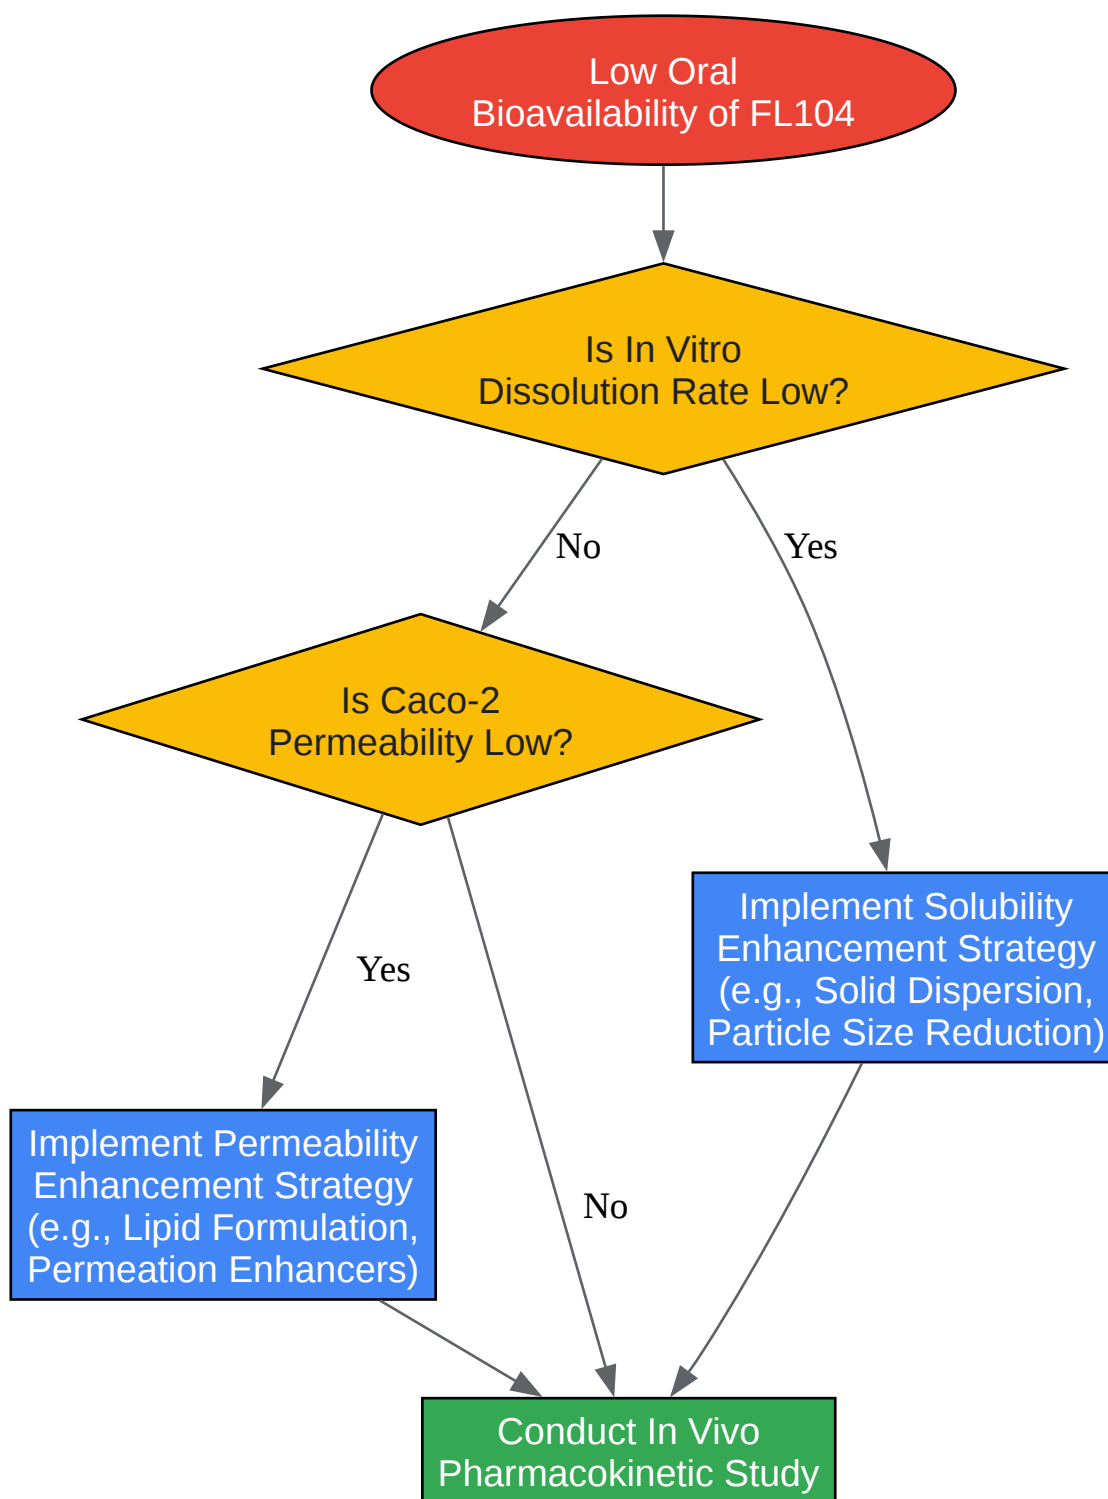 Low Oral
Bioavailability of FL104
Is In Vitro
Dissolution Rate Low?
No
Yes
Is Caco-2
Permeability Low?
Implement Solubility
Enhancement Strategy
(e.g., Solid Dispersion,
Particle Size Reduction)
Yes
Implement Permeability
Enhancement Strategy
(e.g., Lipid Formulation,
Permeation Enhancers)
No
Conduct In Vivo
Pharmacokinetic Study